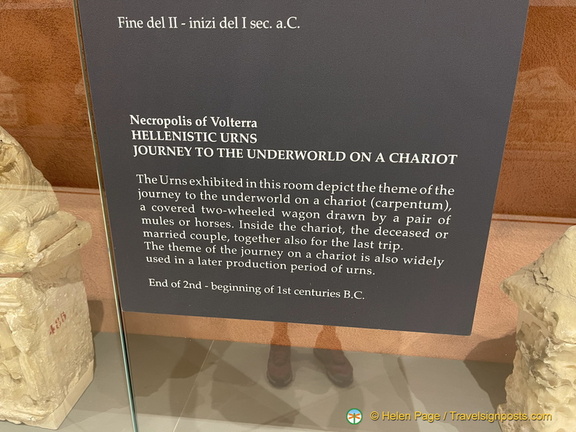 Fine del II - inizi del I sec. a.C.
Necropolis of Volterra
HELLENISTIC URNS
JOURNEY TO THE UNDERWORLD ON A CHARIOT
The Urns exhibited in this room depict the theme of the
journey to the underworld on a chariot (carpentum),
a covered two-wheeled wagon drawn by a pair of
mules or horses. Inside the chariot, the deceased or
married couple, together also for the last trip.
The theme of the journey on a chariot is also widely
used in a later production period of urns.
End of 2nd - beginning of 1st centuries B.C.
© Helen Page / Travelsignposts.com